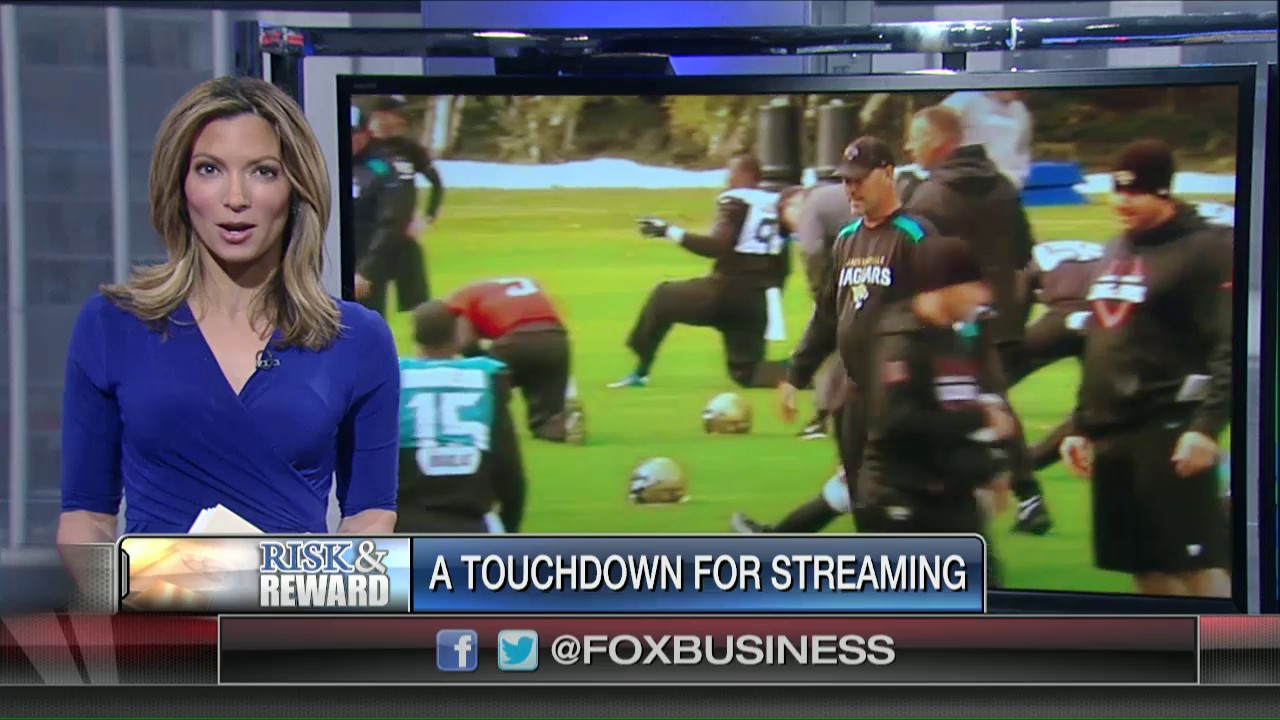 JAGUARS
15
RISK &
REWARD
A TOUCHDOWN FOR STREAMING
f
@FOXBUSINESS